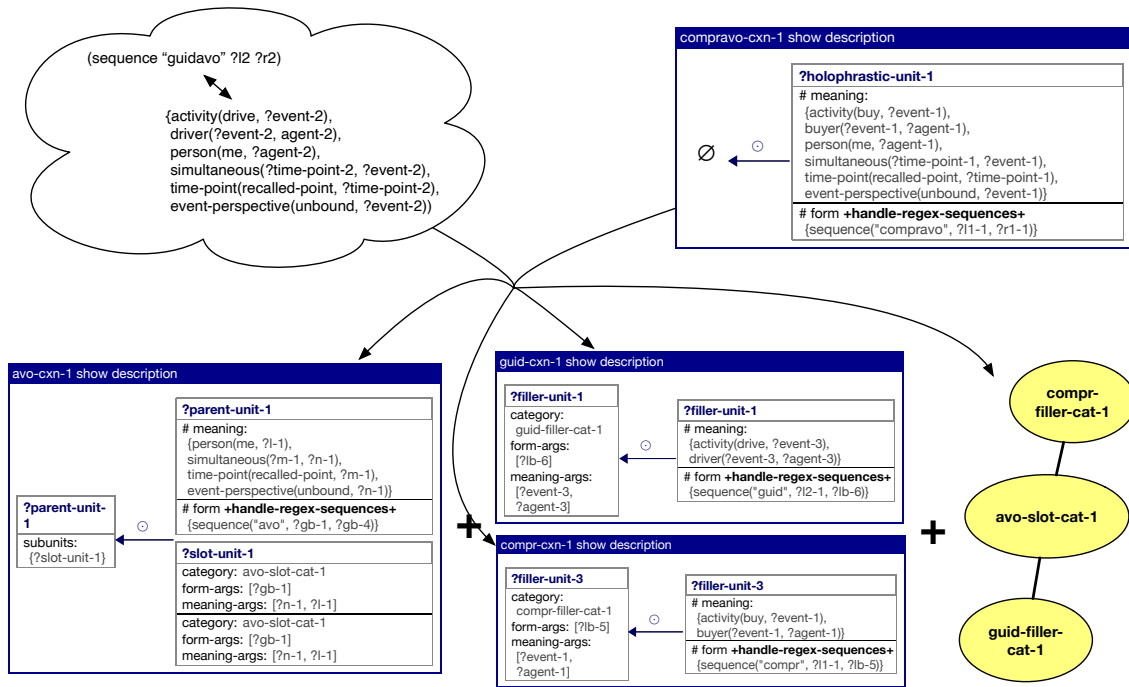 (sequence “guidavo” ?l2 ?r2)
{activity(drive, ?event-2),
driver(?event-2, agent-2),
person(me, ?agent-2),
simultaneous(?time-point-2, ?event-2),
time-point(recalled-point, ?time-point-2),
event-perspective(unbound, ?event-2))
compravo-cxn-1 show description
∅
?holophrastic-unit-1
# meaning:
{activity(buy, ?event-1),
buyer(?event-1, ?agent-1),
person(me, ?agent-1),
simultaneous(?time-point-1, ?event-1),
time-point(recalled-point, ?time-point-1),
event-perspective(unbound, ?event-1)}
# form +handle-regex-sequences+
{sequence("compravo", ?l1-1, ?r1-1)}
avo-cxn-1 show description
?parent-unit-
1
subunits:
{?slot-unit-1}
?parent-unit-1
# meaning:
{person(me, ?l-1),
simultaneous(?m-1, ?n-1),
time-point(recalled-point, ?m-1),
event-perspective(unbound, ?n-1)}
# form +handle-regex-sequences+
{sequence("avo", ?gb-1, ?gb-4)}
?slot-unit-1
category: avo-slot-cat-1
form-args: [?gb-1]
meaning-args: [?n-1, ?l-1]
category: avo-slot-cat-1
form-args: [?gb-1]
meaning-args: [?n-1, ?l-1]
+
guid-cxn-1 show description
?filler-unit-1
category:
guid-filler-cat-1
form-args:
[?lb-6]
meaning-args:
[?event-3,
?agent-3]
?filler-unit-1
# meaning:
{activity(drive, ?event-3),
driver(?event-3, ?agent-3)}
# form +handle-regex-sequences+
{sequence("guid", ?l2-1, ?lb-6)}
compr-cxn-1 show description
?filler-unit-3
category:
compr-filler-cat-1
form-args: [?lb-5]
meaning-args:
[?event-1,
?agent-1]
?filler-unit-3
# meaning:
{activity(buy, ?event-1),
buyer(?event-1, ?agent-1)}
# form +handle-regex-sequences+
{sequence("compr", ?l1-1, ?lb-5)}
+
compr-
filler-cat-1
avo-slot-cat-1
guid-filler-
cat-1